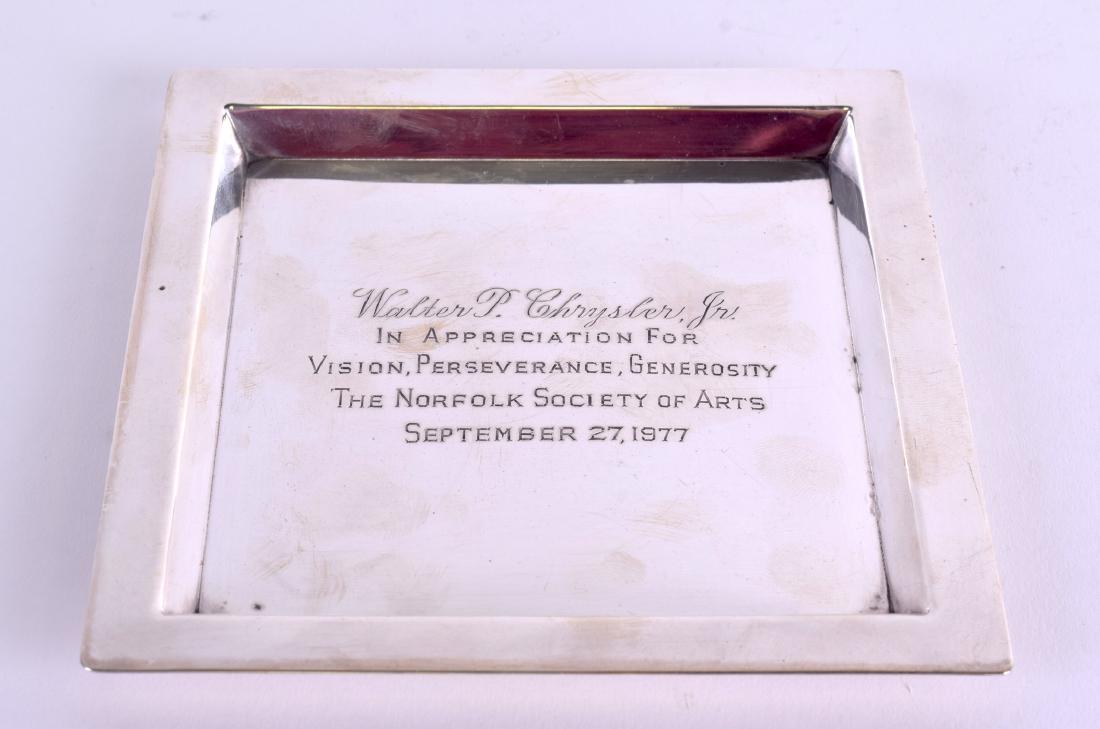 Walter P. Chrysler, Jr.
In Appreciation For
Vision, Perseverance, Generosity
The Norfolk Society of Arts
September 27, 1977